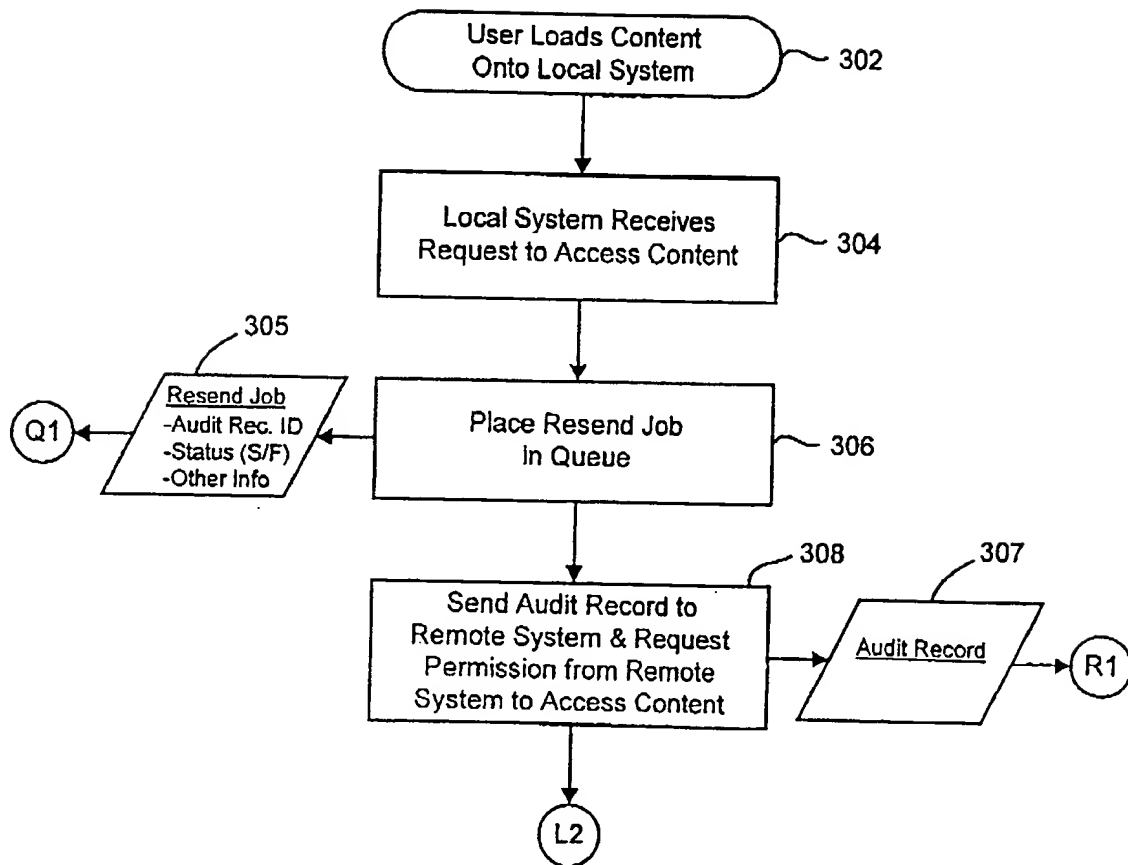 User Loads Content
Onto Local System
302
Local System Receives
Request to Access Content
304
305
Resend Job
-Audit Rec. ID
-Status (S/F)
-Other Info
Q1
Place Resend Job
in Queue
306
308
Send Audit Record to
Remote System & Request
Permission from Remote
System to Access Content
307
Audit Record
R1
L2